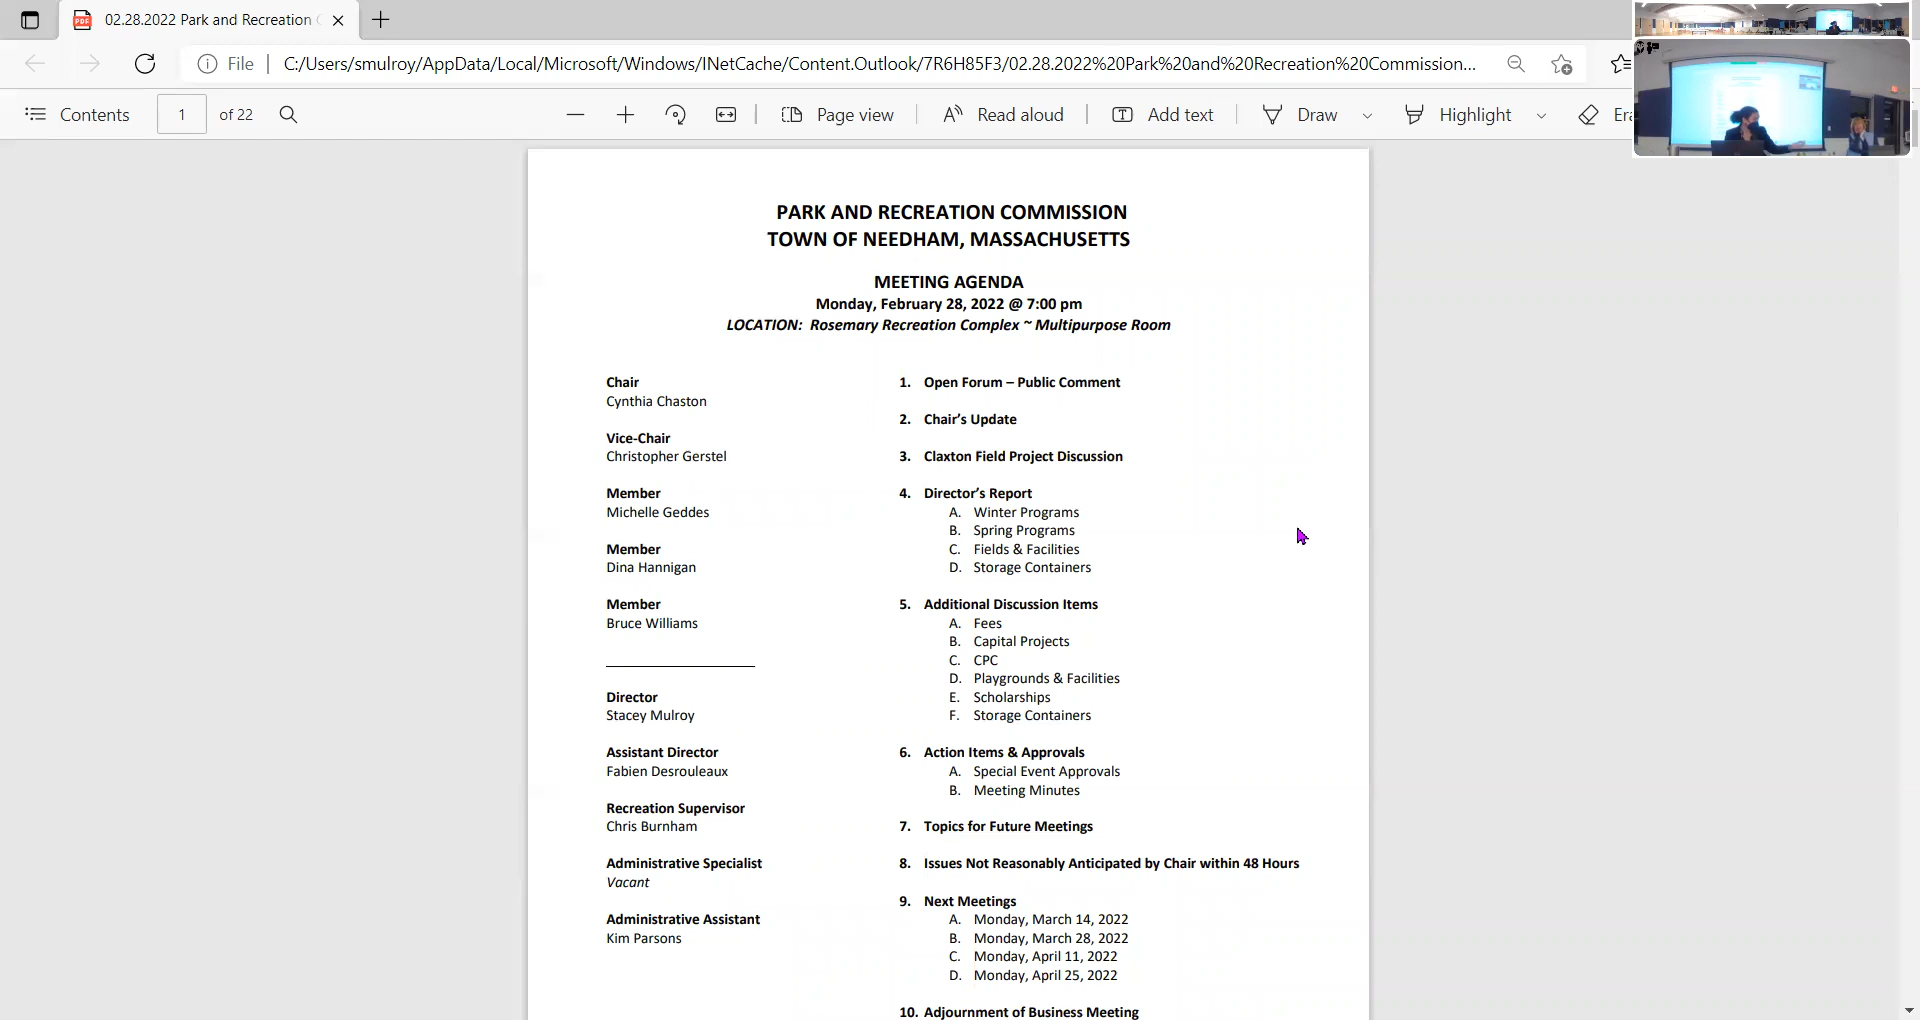 02.28.2022 Park and Recreation
File
C:/Users/smulroy/AppData/Local/Microsoft/Windows/INetCache/Content.Outlook/7R6H85F3/02.28.2022%20Park%20and%20Recreation%20Commission...
Contents
1 of 22
Page view
Read aloud
Add text
Draw
Highlight
PARK AND RECREATION COMMISSION
TOWN OF NEEDHAM, MASSACHUSETTS
MEETING AGENDA
Monday, February 28, 2022 @ 7:00 pm
LOCATION: Rosemary Recreation Complex ~ Multipurpose Room
Chair
Cynthia Chaston
Vice-Chair
Christopher Gerstel
Member
Michelle Geddes
Member
Dina Hannigan
Member
Bruce Williams
Director
Stacey Mulroy
Assistant Director
Fabien Desrouleaux
Recreation Supervisor
Chris Burnham
Administrative Specialist
Vacant
Administrative Assistant
Kim Parsons
1. Open Forum – Public Comment
2. Chair’s Update
3. Claxton Field Project Discussion
4. Director’s Report
A. Winter Programs
B. Spring Programs
C. Fields & Facilities
D. Storage Containers
5. Additional Discussion Items
A. Fees
B. Capital Projects
C. CPC
D. Playgrounds & Facilities
E. Scholarships
F. Storage Containers
6. Action Items & Approvals
A. Special Event Approvals
B. Meeting Minutes
7. Topics for Future Meetings
8. Issues Not Reasonably Anticipated by Chair within 48 Hours
9. Next Meetings
A. Monday, March 14, 2022
B. Monday, March 28, 2022
C. Monday, April 11, 2022
D. Monday, April 25, 2022
10. Adjournment of Business Meeting